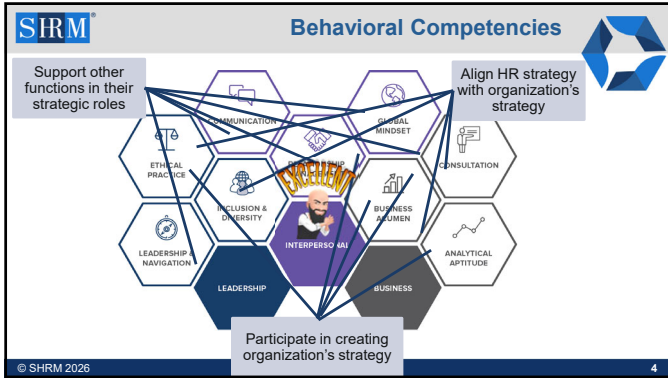 SHRM®
Behavioral Competencies
Support other
functions in their
strategic roles
Align HR strategy
with organization's
strategy
COMMUNICATION
GLOBAL
MINDSET
ETHICAL
PRACTICE
CONSULTATION
EXCELLENT
INCLUSION &
DIVERSITY
BUSINESS
ACUMEN
LEADERSHIP &
NAVIGATION
INTERPERSONAL
ANALYTICAL
APTITUDE
LEADERSHIP
BUSINESS
Participate in creating
organization's strategy
© SHRM 2026
4